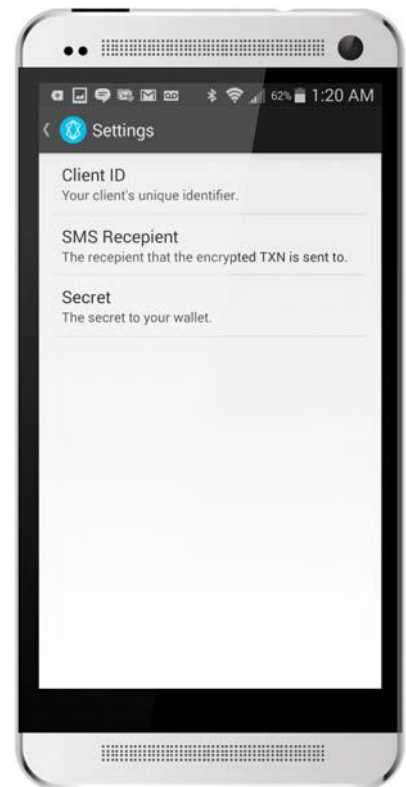 62% 1:20 AM
Settings
Client ID
Your client's unique identifier.
SMS Recepient
The recepient that the encrypted TXN is sent to.
Secret
The secret to your wallet.